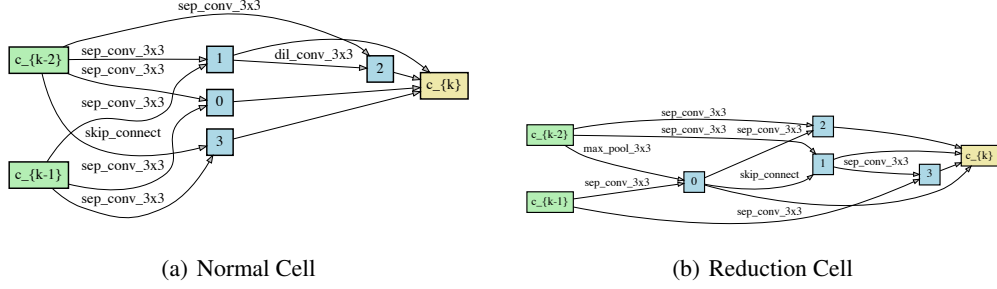 sep_conv_3x3
c_{k-2}
sep_conv_3x3
sep_conv_3x3
1
dil_conv_3x3
2
c_{k}
sep_conv_3x3
0
skip_connect
3
c_{k-1}
sep_conv_3x3
sep_conv_3x3
(a) Normal Cell
sep_conv_3x3
c_{k-2}
sep_conv_3x3
sep_conv_3x3
2
max_pool_3x3
1
sep_conv_3x3
c_{k}
skip_connect
3
sep_conv_3x3
0
c_{k-1}
sep_conv_3x3
(b) Reduction Cell